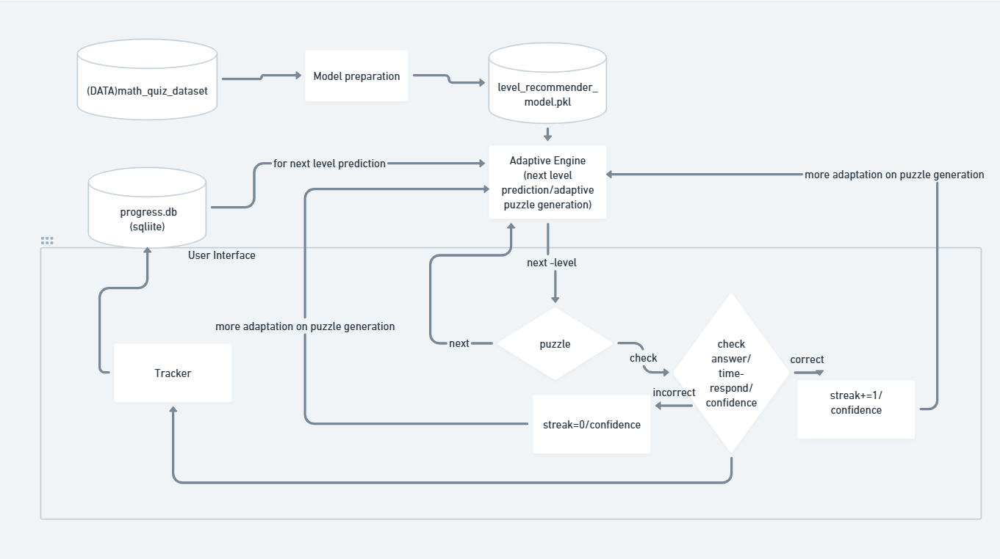 (DATA)math_quiz_dataset
Model preparation
level_recommender_
model.pkl
for next level prediction
Adaptive Engine
(next level
prediction/adaptive
puzzle generation)
more adaptation on puzzle generation
progress.db
(sqliite)
User Interface
next -level
more adaptation on puzzle generation
next
puzzle
check
check
answer/
time-
respond/
confidence
correct
incorrect
streak+=1/
confidence
Tracker
streak=0/confidence